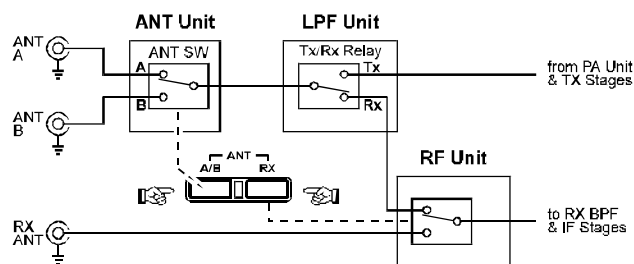 ANT Unit
LPF Unit
ANT
A
ANT SW
A
B
Tx/Rx Relay
Tx
Rx
from PA Unit
& TX Stages
ANT
B
RF Unit
ANT
A/B
RX
RX
ANT
to RX BPF
& IF Stages